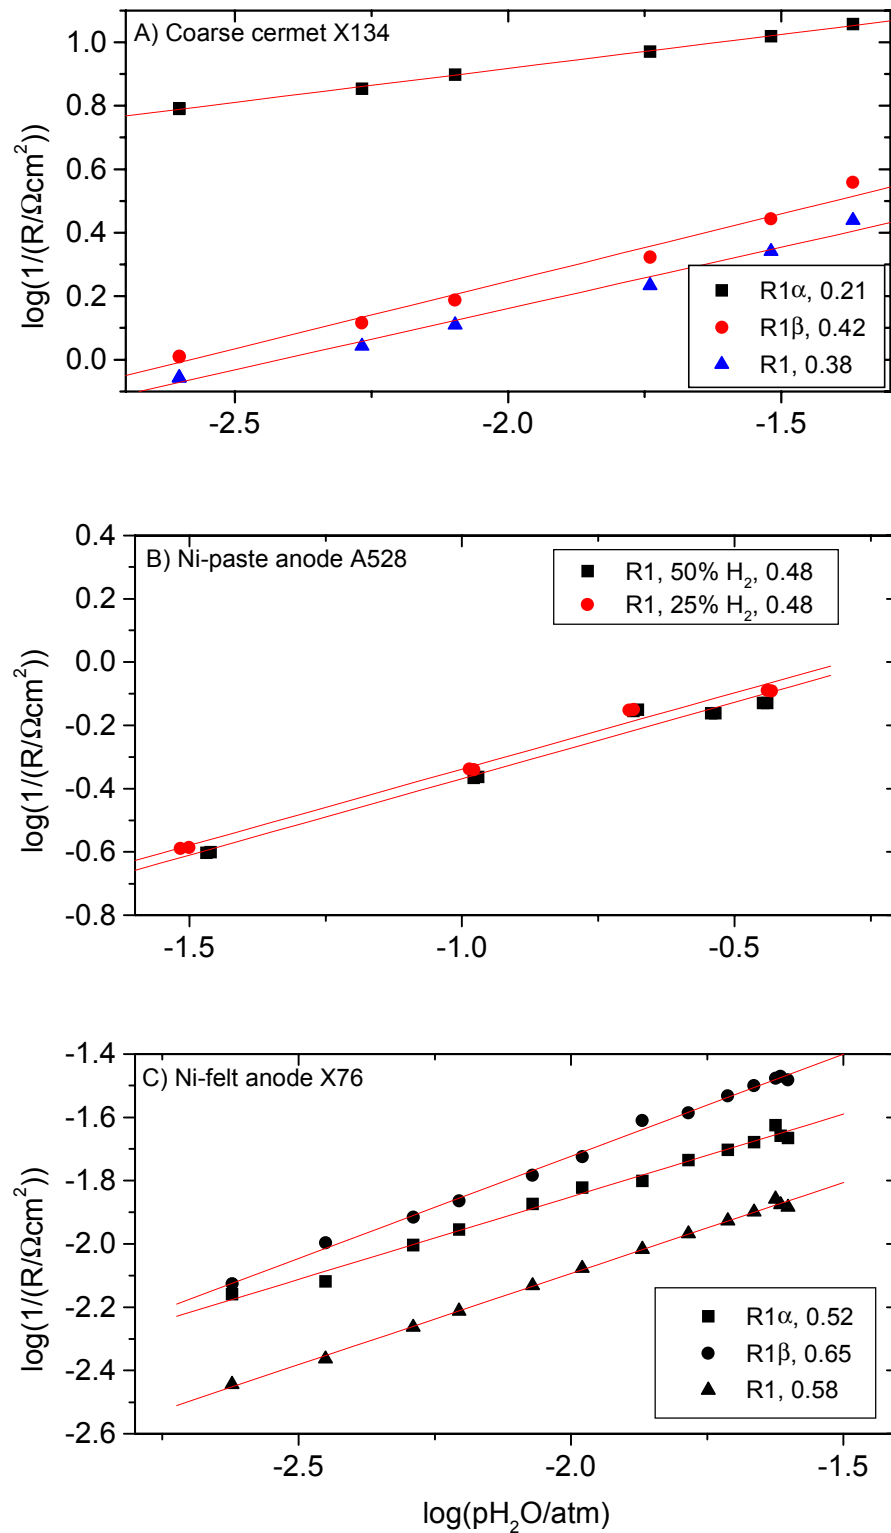 A) Coarse cermet X134
1.0
0.8
0.6
0.4
0.2
0.0
log(1/(R/Ωcm²))
R1α, 0.21
R1β, 0.42
R1, 0.38
-2.5 -2.0 -1.5
B) Ni-paste anode A528
0.4
0.2
0.0
-0.2
-0.4
-0.6
-0.8
log(1/(R/Ωcm²))
R1, 50% H₂, 0.48
R1, 25% H₂, 0.48
-1.5 -1.0 -0.5
C) Ni-felt anode X76
-1.4
-1.6
-1.8
-2.0
-2.2
-2.4
-2.6
log(1/(R/Ωcm²))
R1α, 0.52
R1β, 0.65
R1, 0.58
-2.5 -2.0 -1.5
log(pH₂O/atm)